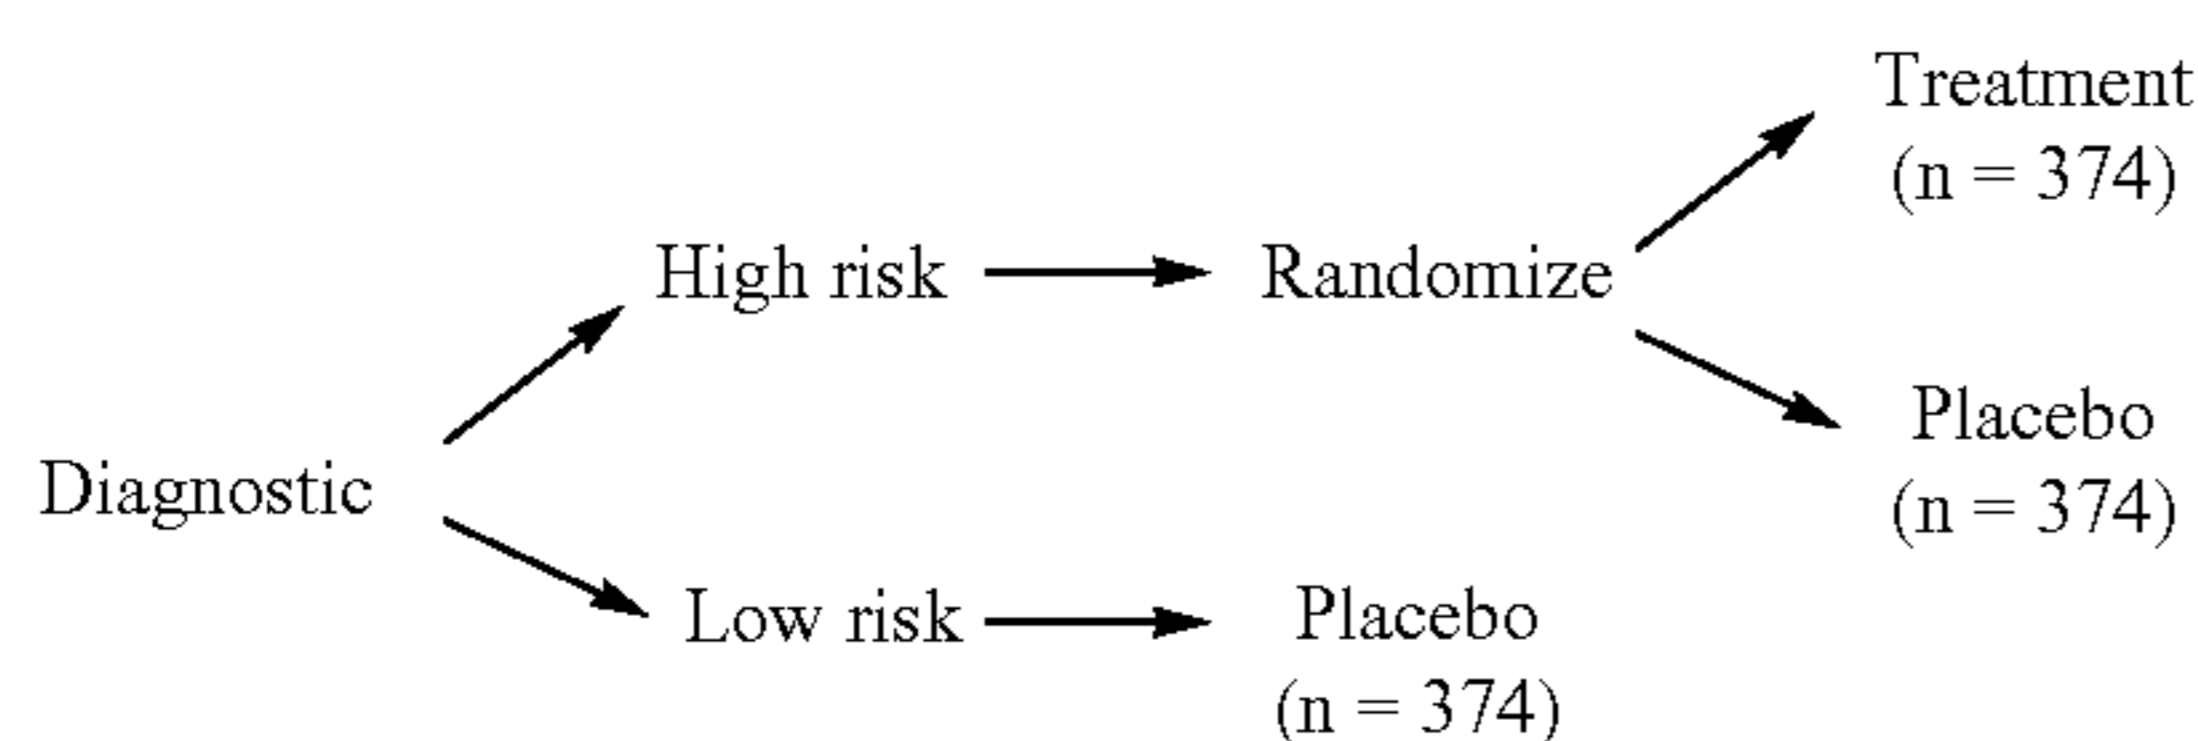 Treatment
(n = 374)
High risk
Randomize
Placebo
(n = 374)
Diagnostic
Low risk
Placebo
(n = 374)